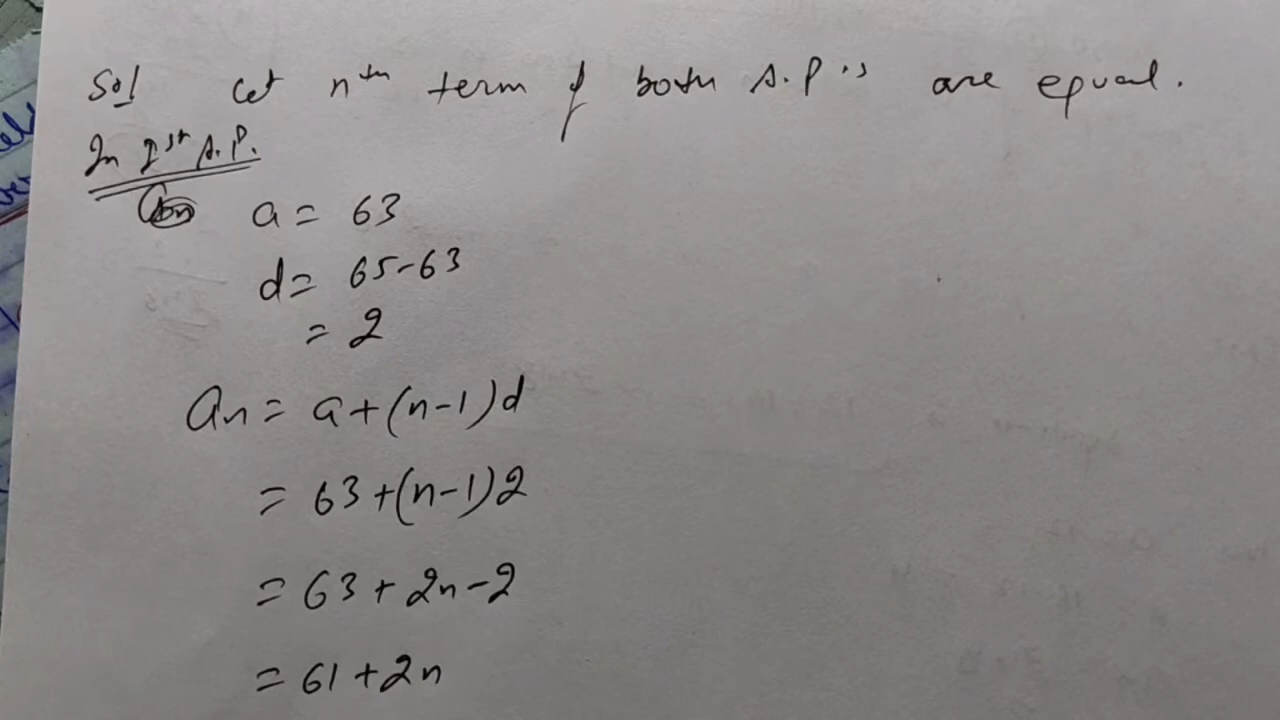 Sol Let nth term of both A.P's are equal.
In Ist A.P.
a = 63
d = 65-63
= 2
an = a+(n-1)d
= 63+(n-1)2
= 63+2n-2
= 61+2n